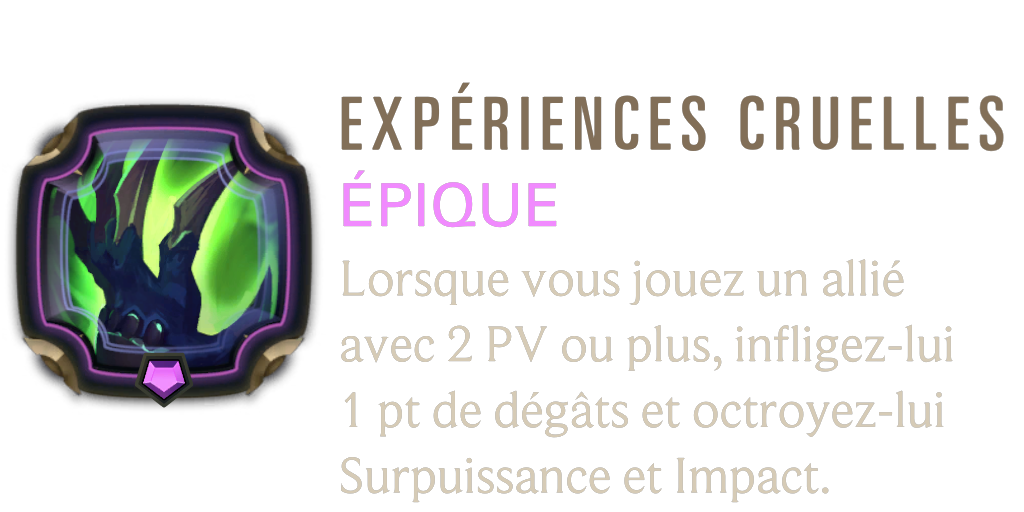 EXPÉRIENCES CRUELLES
ÉPIQUE
Lorsque vous jouez un allié
avec 2 PV ou plus, infligez-lui
1 pt de dégâts et octroyez-lui
Surpuissance et Impact.